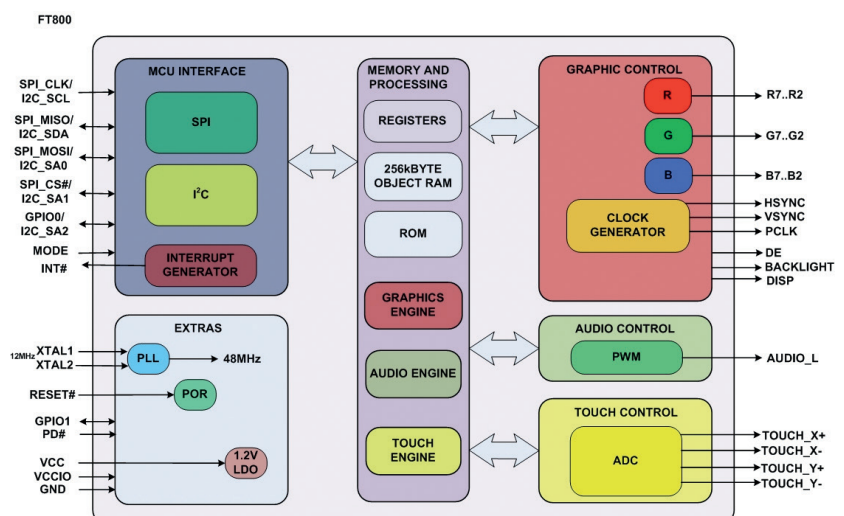 FT800
MCU INTERFACE
SPI_CLK/
I2C_SCL
SPI_MISO/
I2C_SDA
SPI_MOSI/
I2C_SA0
SPI_CS#/
I2C_SA1
GPIO0/
I2C_SA2
MODE
INT#
SPI
I²C
INTERRUPT
GENERATOR
EXTRAS
12MHz XTAL1
XTAL2
PLL
48MHz
RESET#
POR
GPIO1
PD#
VCC
VCCIO
GND
1.2V
LDO
MEMORY AND
PROCESSING
REGISTERS
256kBYTE
OBJECT RAM
ROM
GRAPHICS
ENGINE
AUDIO ENGINE
TOUCH
ENGINE
GRAPHIC CONTROL
R
R7..R2
G
G7..G2
B
B7..B2
CLOCK
GENERATOR
HSYNC
VSYNC
PCLK
DE
BACKLIGHT
DISP
AUDIO CONTROL
PWM
AUDIO_L
TOUCH CONTROL
ADC
TOUCH_X+
TOUCH_X-
TOUCH_Y+
TOUCH_Y-